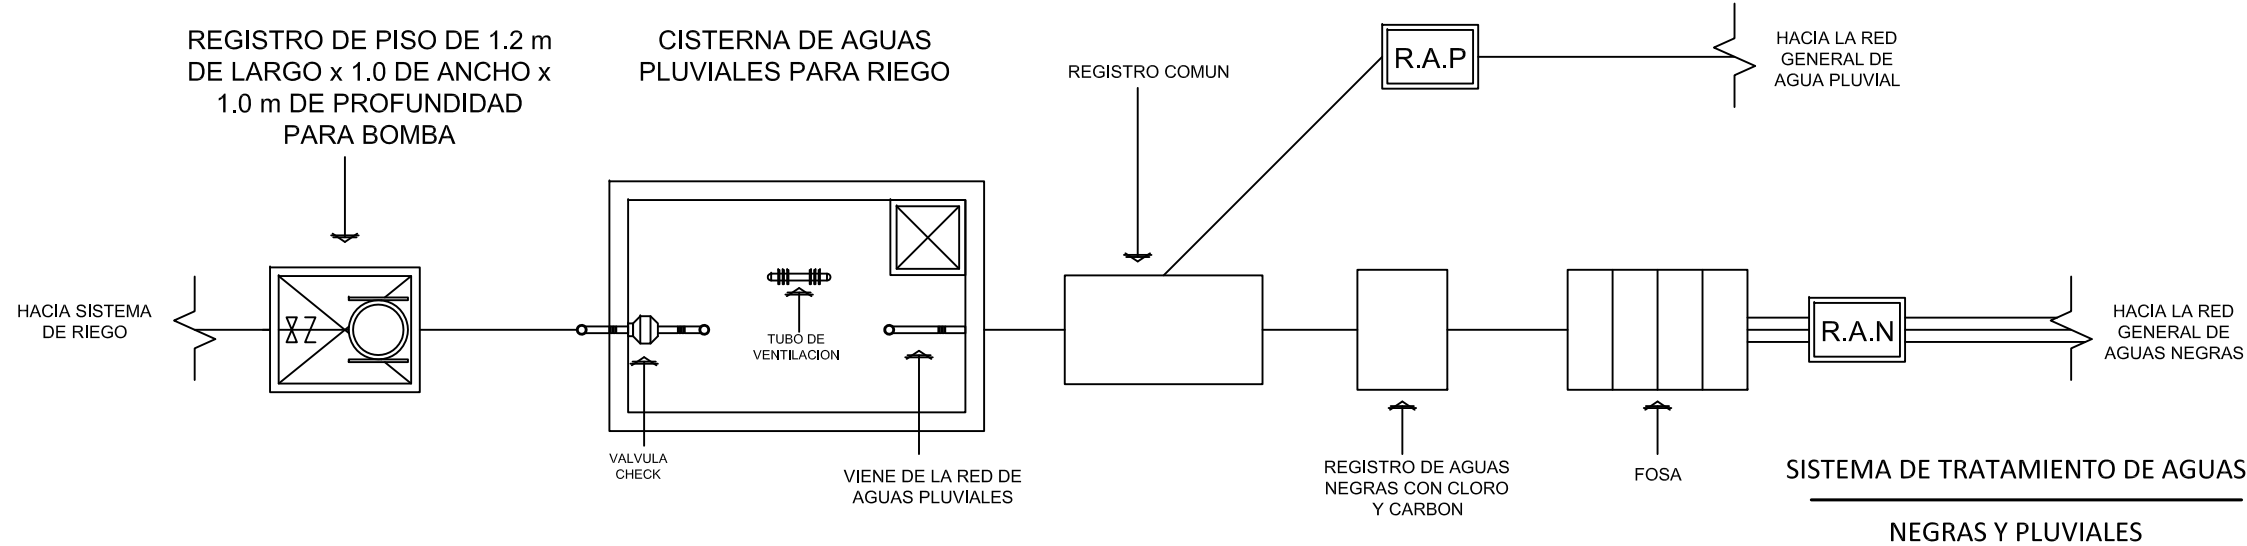 REGISTRO DE PISO DE 1.2 m
DE LARGO x 1.0 DE ANCHO x
1.0 m DE PROFUNDIDAD
PARA BOMBA
CISTERNA DE AGUAS
PLUVIALES PARA RIEGO
REGISTRO COMUN
R.A.P
HACIA LA RED
GENERAL DE
AGUA PLUVIAL
HACIA SISTEMA
DE RIEGO
TUBO DE
VENTILACION
R.A.N
HACIA LA RED
GENERAL DE
AGUAS NEGRAS
VALVULA
CHECK
VIENE DE LA RED DE
AGUAS PLUVIALES
REGISTRO DE AGUAS
NEGRAS CON CLORO
Y CARBON
FOSA
SISTEMA DE TRATAMIENTO DE AGUAS
NEGRAS Y PLUVIALES